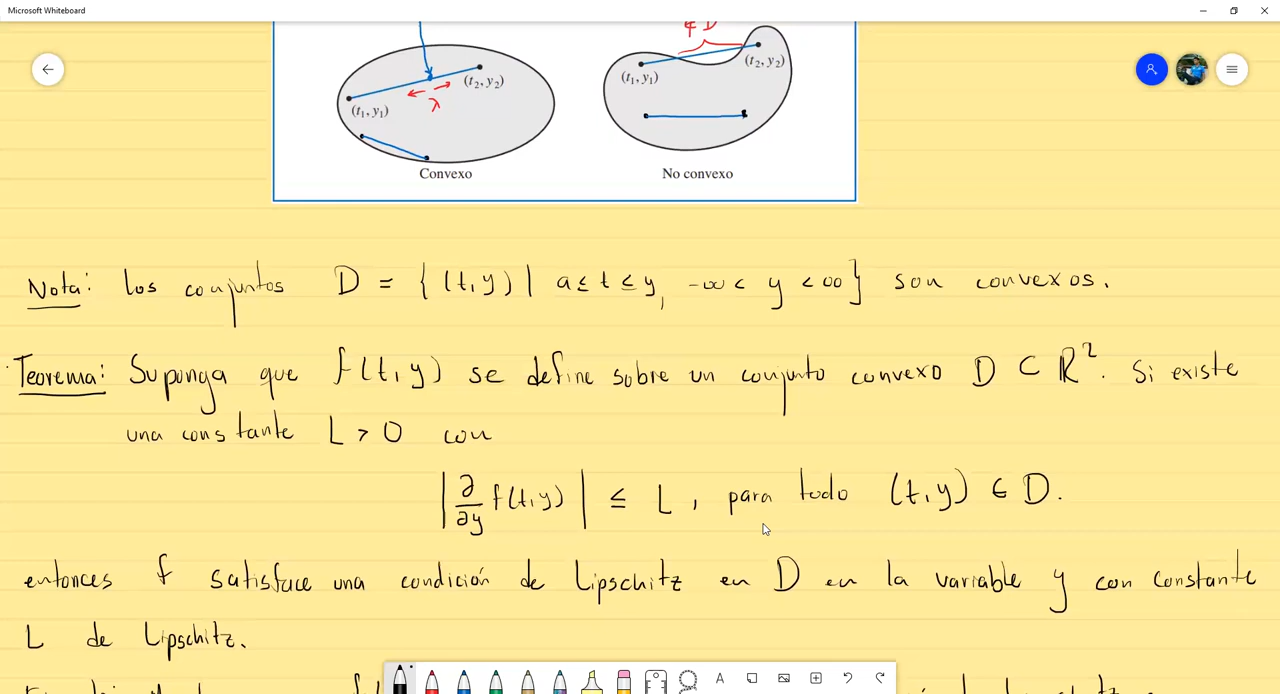 Microsoft Whiteboard
∉ D
(t₁, y₁)
(t₂, y₂)
λ
(t₁, y₁)
(t₂, y₂)
Convexo
No convexo
Nota: los conjuntos D = { (t,y) | a ≤ t ≤ y, -∞ < y < ∞ } son convexos.
Teorema: Suponga que f(t,y) se define sobre un conjunto convexo D ⊂ ℝ². Si existe
una constante L > 0 con
| ∂/∂y f(t,y) | ≤ L, para todo (t,y) ∈ D.
entonces f satisface una condición de Lipschitz en D en la variable y con constante
L de Lipschitz.